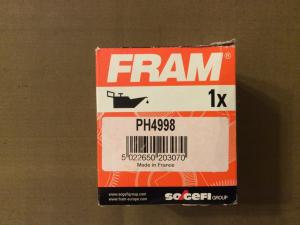 FRAM®
1x
PH4998
5 022650 203070
Made in France
www.sogefigroup.com
www.fram-europe.com
SOGEFI GROUP